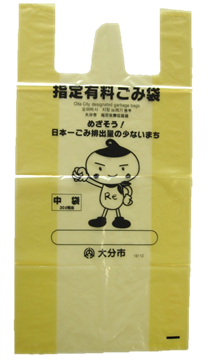 指定有料ごみ袋
Oita City designated garbage bags
めざそう!
日本一ごみ排出量の少ないまち
Re
中袋
大分市